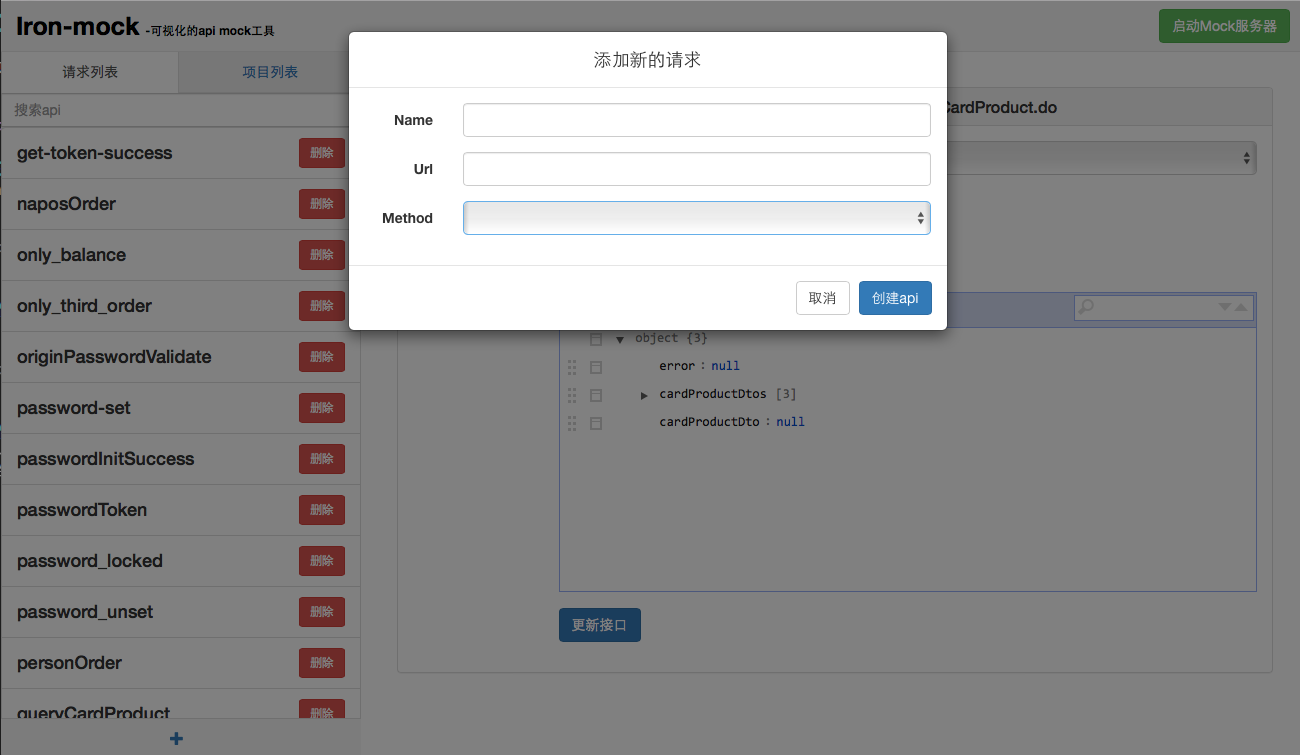 Iron-mock -可视化的api mock工具
启动Mock服务器
请求列表
项目列表
搜索api
get-token-success 删除
naposOrder 删除
only_balance 删除
only_third_order 删除
originPasswordValidate 删除
password-set 删除
passwordInitSuccess 删除
passwordToken 删除
password_locked 删除
password_unset 删除
personOrder 删除
queryCardProduct 删除
添加新的请求
Name
Url
Method
取消
创建api
CardProduct.do
object {3}
error : null
cardProductDtos [3]
cardProductDto : null
更新接口